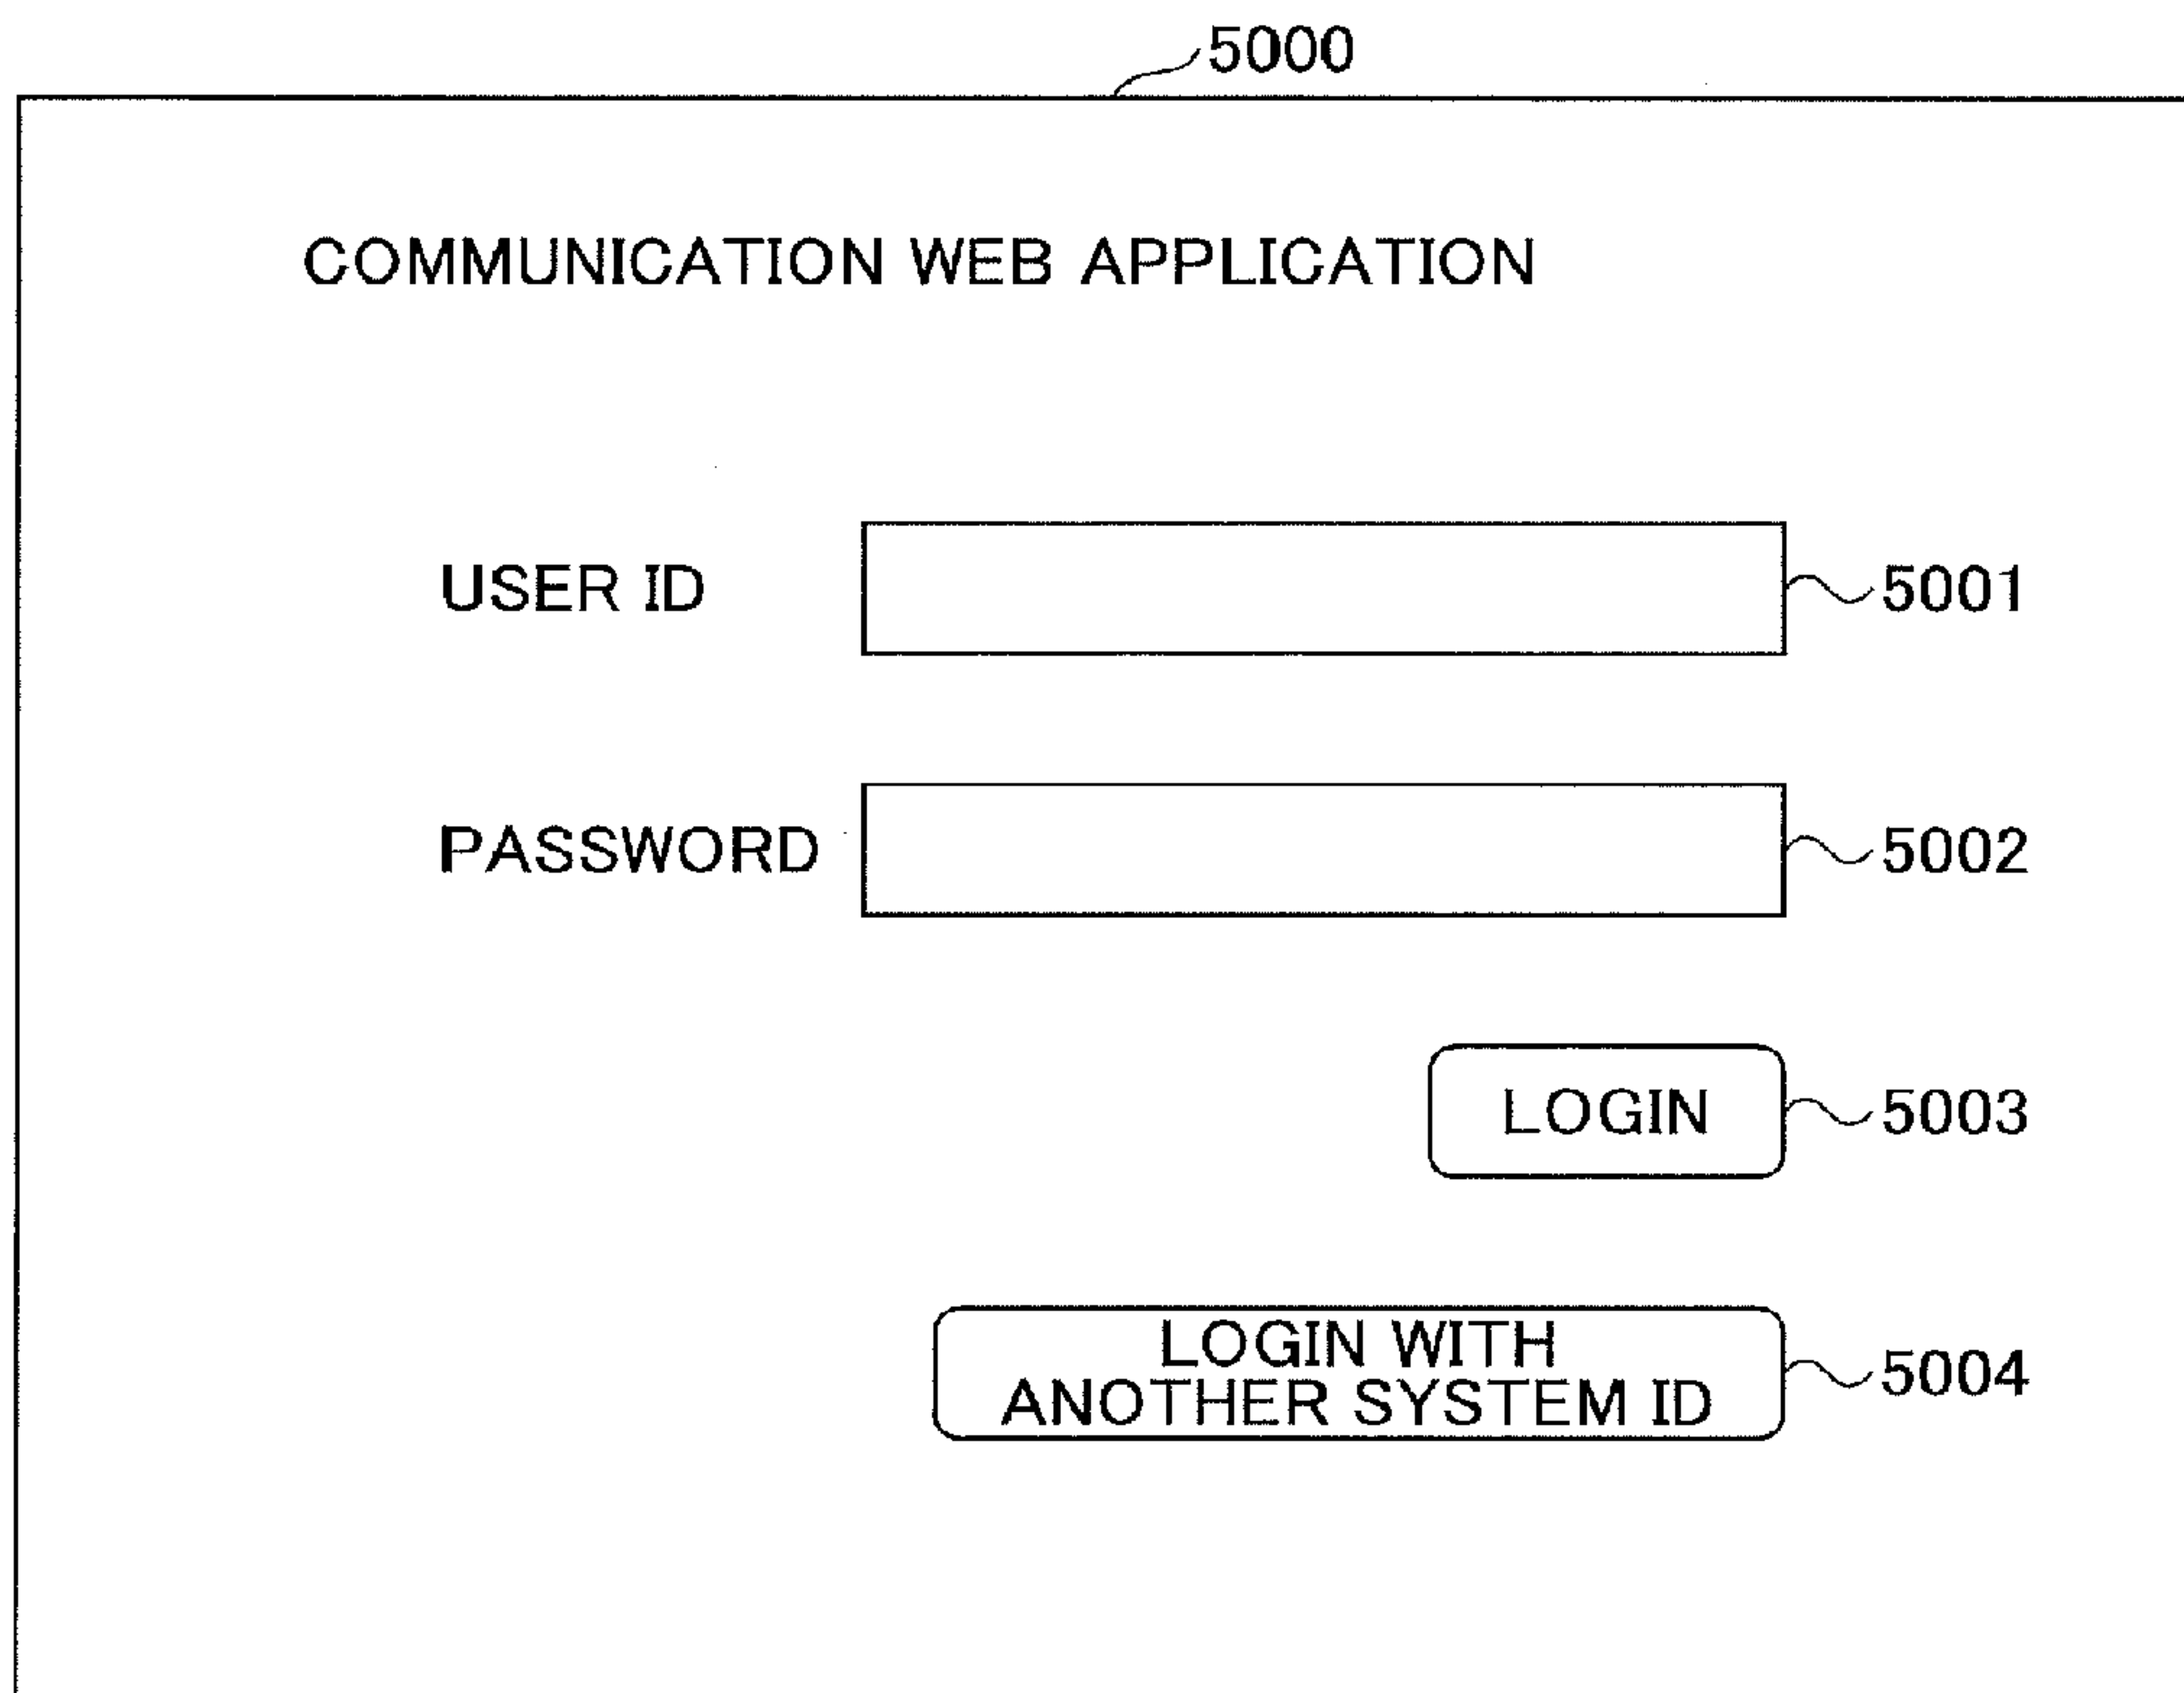 5000
COMMUNICATION WEB APPLICATION
USER ID 5001
PASSWORD 5002
LOGIN 5003
LOGIN WITH
ANOTHER SYSTEM ID 5004